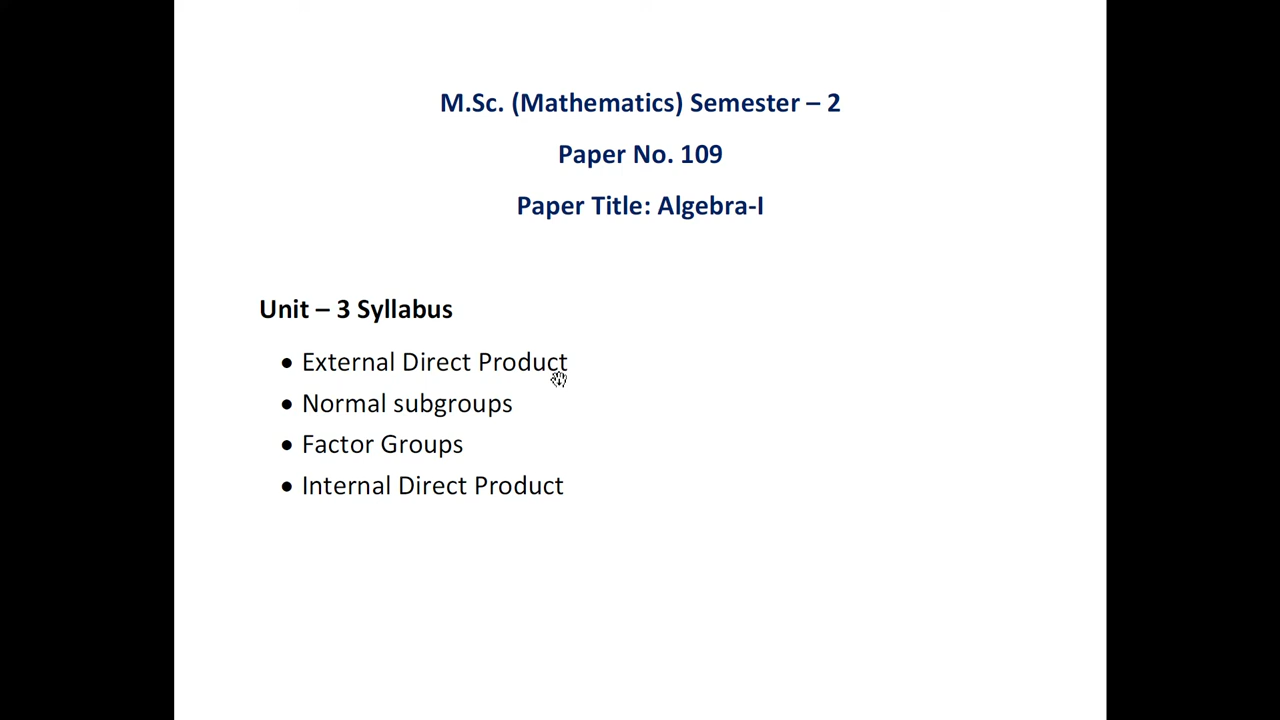 M.Sc. (Mathematics) Semester – 2
Paper No. 109
Paper Title: Algebra-I
Unit – 3 Syllabus
• External Direct Product
• Normal subgroups
• Factor Groups
• Internal Direct Product